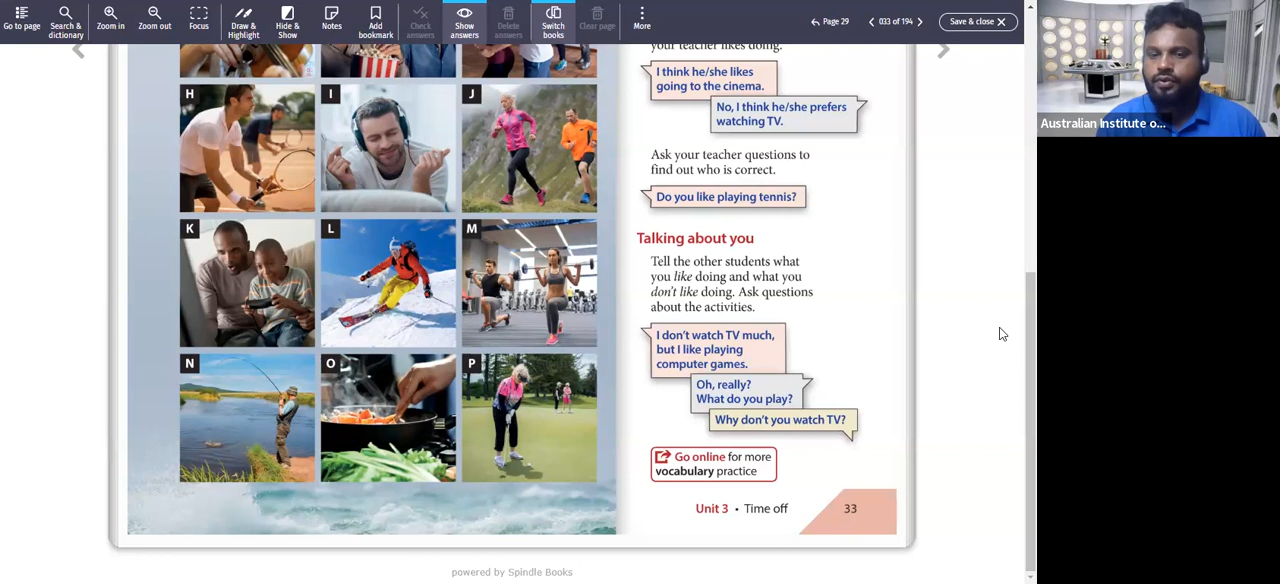 Go to page
Search & dictionary
Zoom in
Zoom out
Focus
Draw & Highlight
Hide & Show
Notes
Add bookmark
Check answers
Show answers
Delete answers
Switch books
Clear page
More
Page 29
033 of 194
Save & close
Australian Institute o...
your teacher likes doing.
I think he/she likes
going to the cinema.
No, I think he/she prefers
watching TV.
Ask your teacher questions to
find out who is correct.
Do you like playing tennis?
Talking about you
Tell the other students what
you like doing and what you
don't like doing. Ask questions
about the activities.
I don't watch TV much,
but I like playing
computer games.
Oh, really?
What do you play?
Why don't you watch TV?
Go online for more
vocabulary practice
Unit 3 • Time off 33
H I J
K L M
N O P
powered by Spindle Books